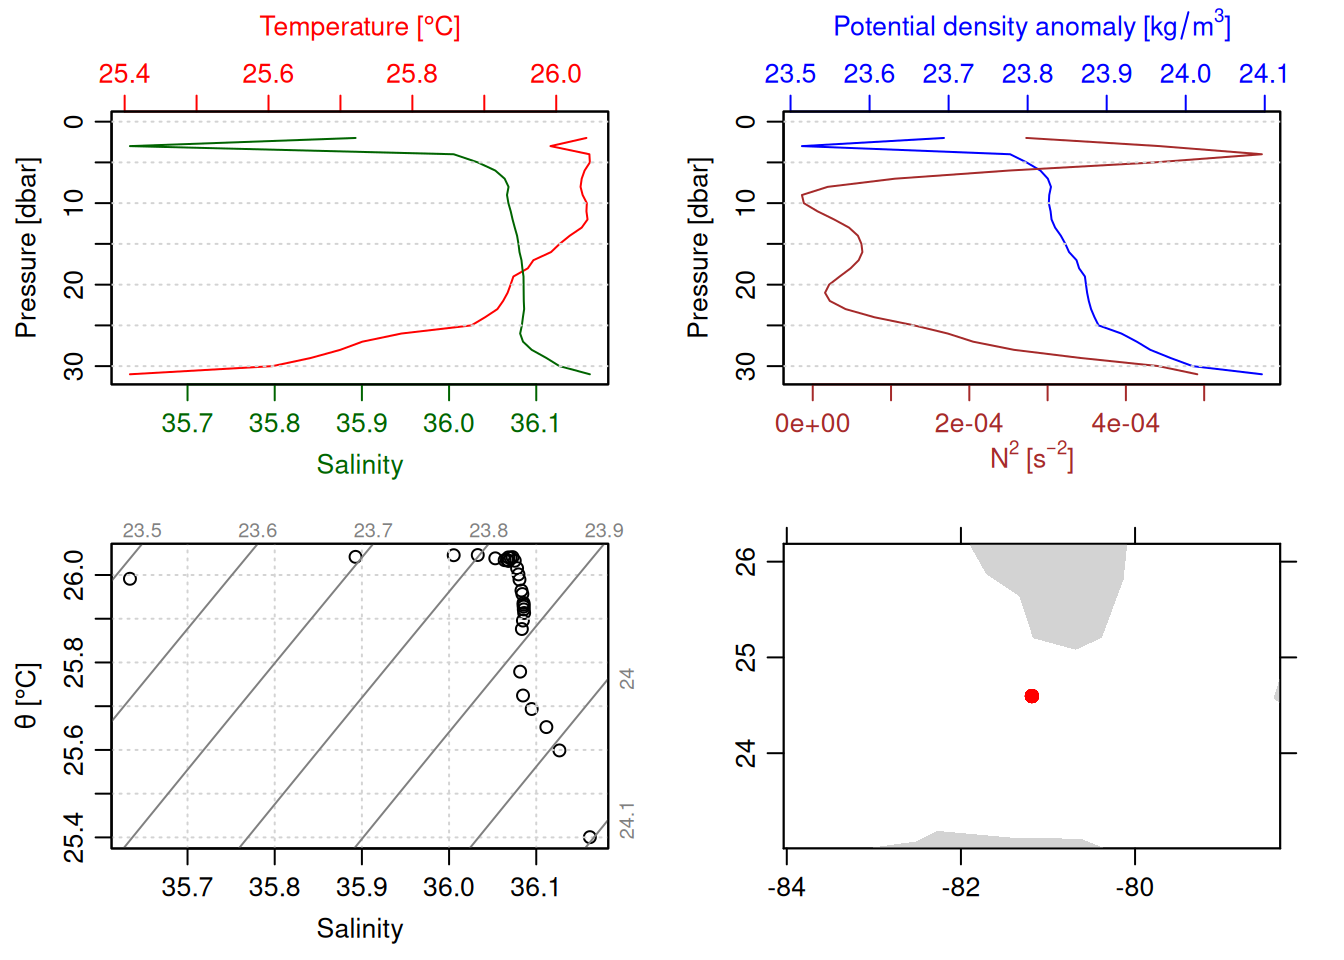 Temperature [°C]
25.4 25.6 25.8 26.0
Pressure [dbar]
0 10 20 30
35.7 35.8 35.9 36.0 36.1
Salinity
Potential density anomaly [kg/m³]
23.5 23.6 23.7 23.8 23.9 24.0 24.1
Pressure [dbar]
0 10 20 30
0e+00 2e-04 4e-04
N² [s⁻²]
23.5 23.6 23.7 23.8 23.9
24
24.1
θ [°C]
26.0 25.8 25.6 25.4
35.7 35.8 35.9 36.0 36.1
Salinity
26 25 24
-84 -82 -80